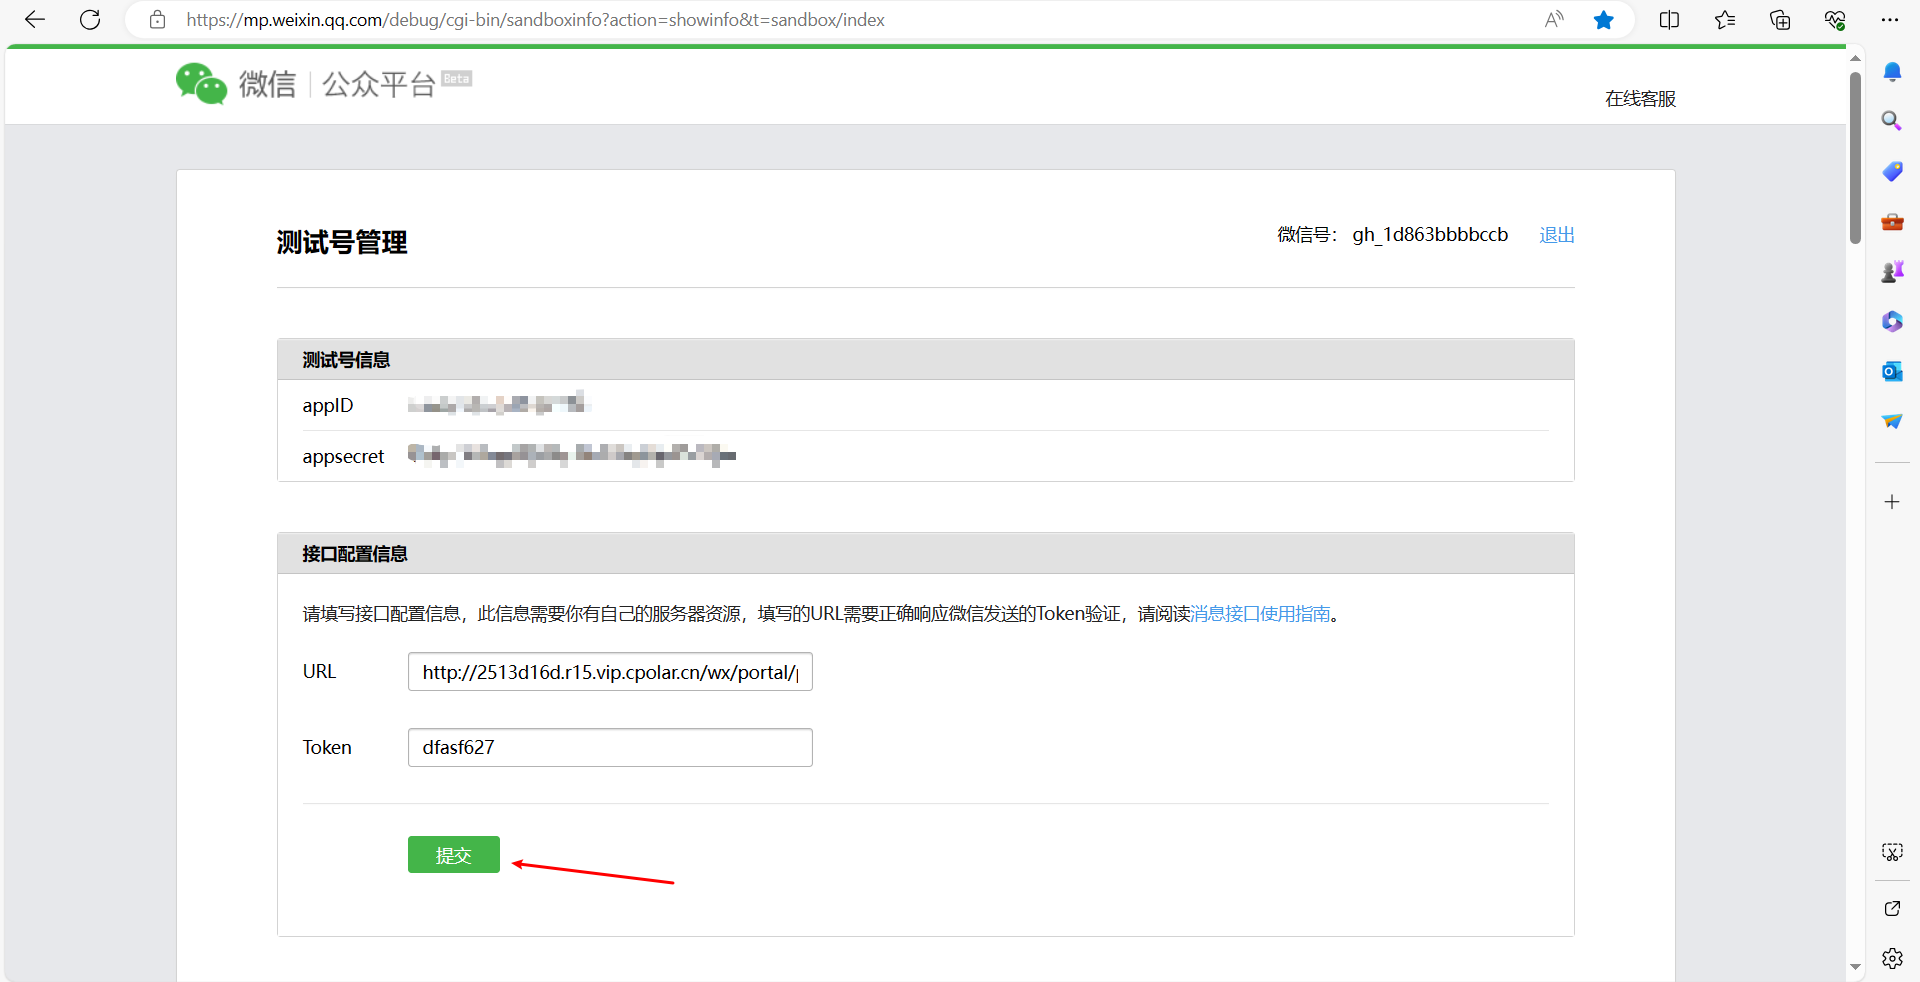 https://mp.weixin.qq.com/debug/cgi-bin/sandboxinfo?action=showinfo&t=sandbox/index
微信 | 公众平台 Beta
在线客服
测试号管理
微信号： gh_1d863bbbbccb 退出
测试号信息
appID
appsecret
接口配置信息
请填写接口配置信息，此信息需要你有自己的服务器资源，填写的URL需要正确响应微信发送的Token验证，请阅读消息接口使用指南。
URL http://2513d16d.r15.vip.cpolar.cn/wx/portal/
Token dfasf627
提交